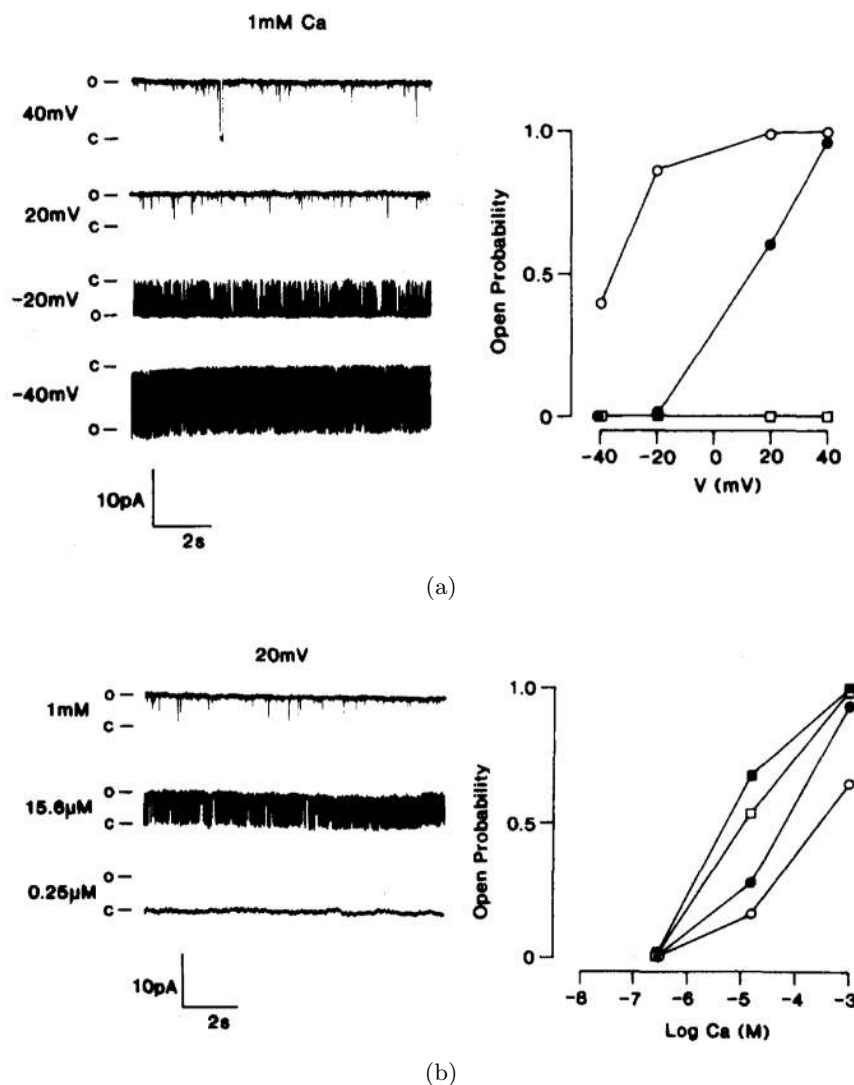 1mM Ca
O –
40mV
C –
O –
20mV
C –
C –
-20mV
O –
C –
-40mV
O –
10pA
2s
1.0
0.5
0
Open Probability
-40 -20 0 20 40
V (mV)
(a)
20mV
O –
1mM
C –
O –
15.6µM
C –
O –
0.25µM
C –
10pA
2s
1.0
0.5
0
Open Probability
-8 -7 -6 -5 -4 -3
Log Ca (M)
(b)